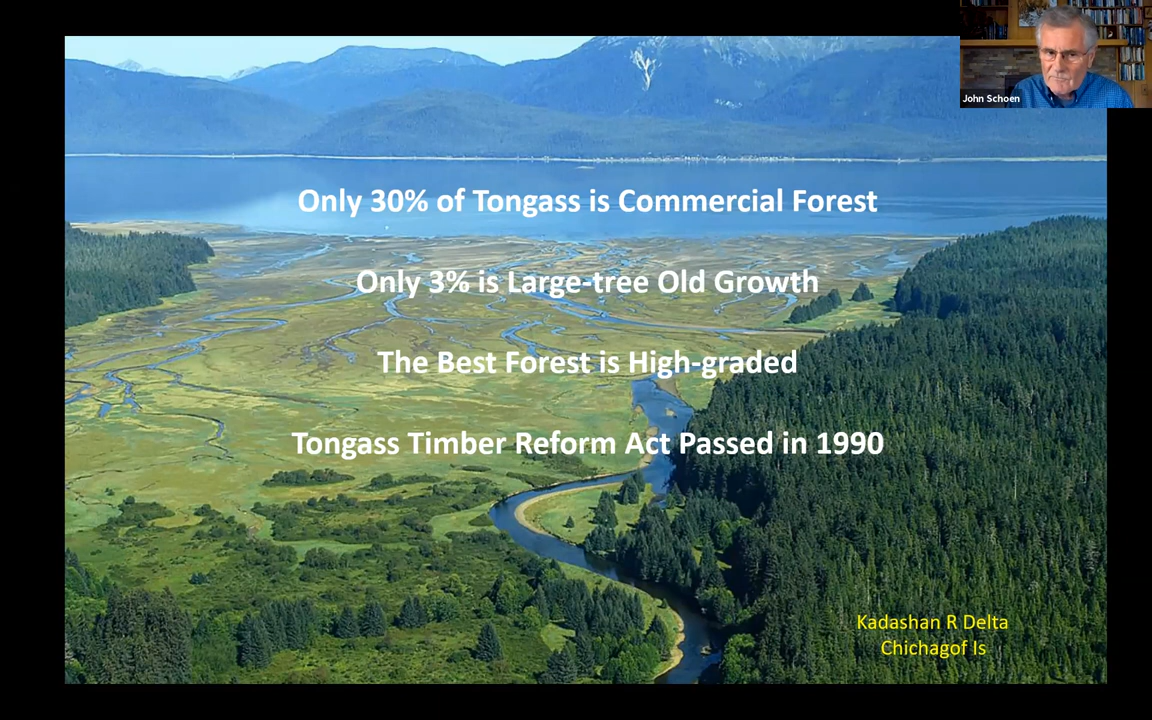 John Schoen
Only 30% of Tongass is Commercial Forest
Only 3% is Large-tree Old Growth
The Best Forest is High-graded
Tongass Timber Reform Act Passed in 1990
Kadashan R Delta
Chichagof Is